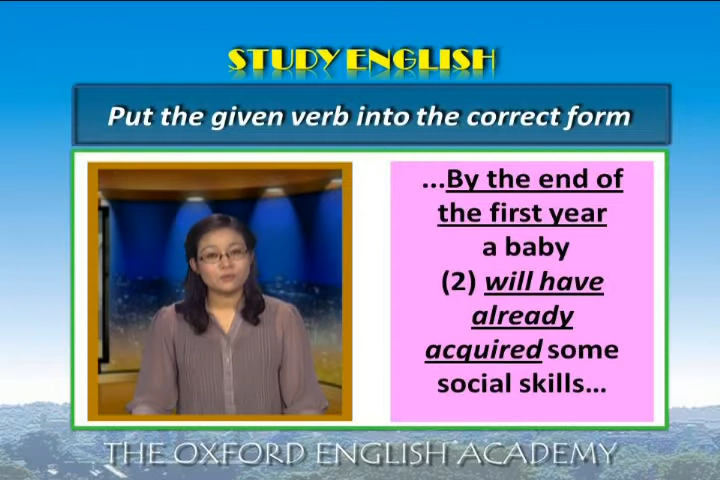 STUDY ENGLISH
Put the given verb into the correct form
...By the end of
the first year
a baby
(2) will have
already
acquired some
social skills...
THE OXFORD ENGLISH ACADEMY